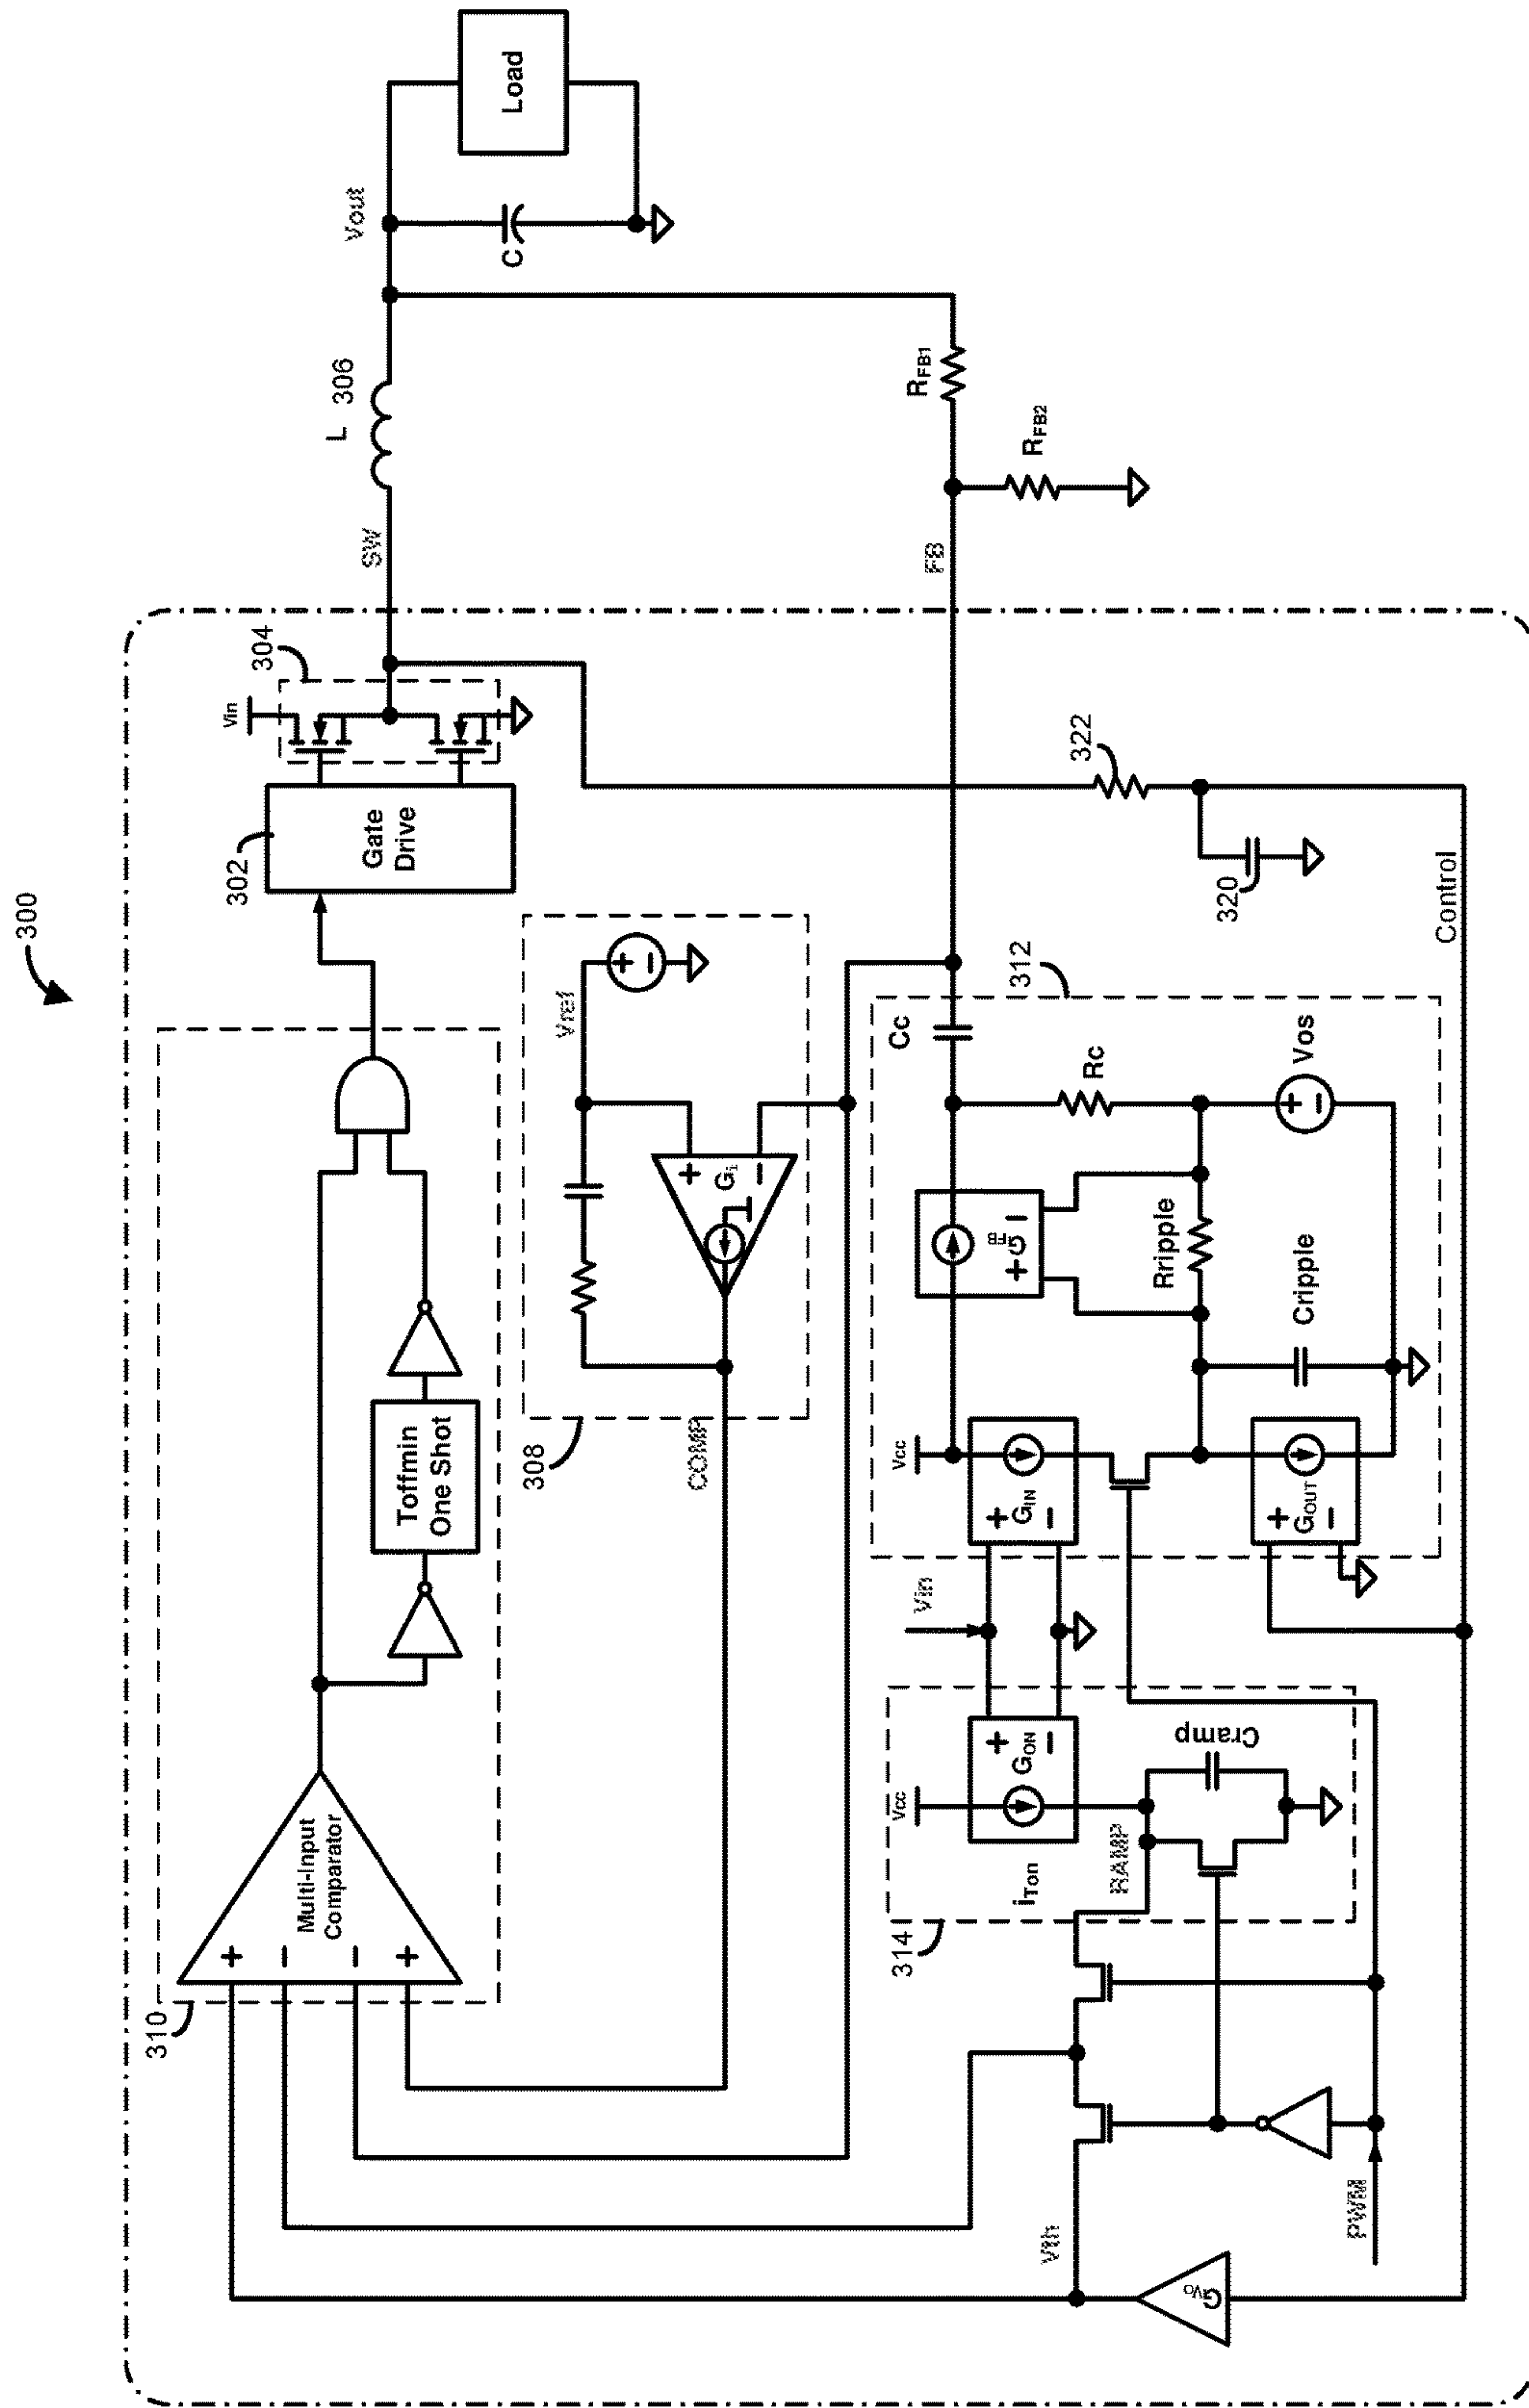 300
310
+
−
−
+
Multi-Input
Comparator
Toffmin
One Shot
302
Gate
Drive
304
Vin
SW
L
306
Vout
C
Load
308
COMP
Vref
+
−
+
−
Gi
FB
RFB1
RFB2
312
Cc
Rc
Vos
+
−
+
GFB
−
Rripple
Cripple
Vcc
+
GIN
−
+
GOUT
−
Vin
322
320
Control
314
iTon
Vcc
+
GON
−
RAMP
Cramp
Vth
GVo
PWM